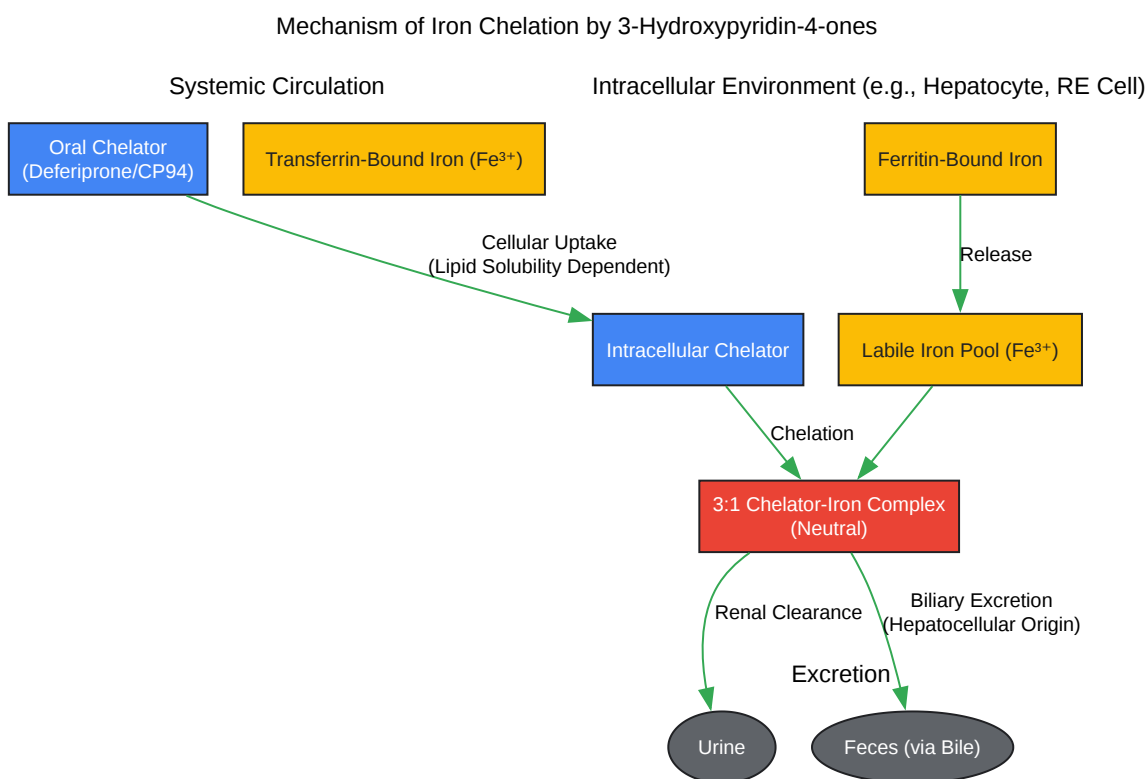 Mechanism of Iron Chelation by 3-Hydroxypyridin-4-ones
Systemic Circulation
Intracellular Environment (e.g., Hepatocyte, RE Cell)
Oral Chelator
(Deferiprone/CP94)
Transferrin-Bound Iron (Fe³⁺)
Ferritin-Bound Iron
Cellular Uptake
(Lipid Solubility Dependent)
Release
Intracellular Chelator
Labile Iron Pool (Fe³⁺)
Chelation
3:1 Chelator-Iron Complex
(Neutral)
Renal Clearance
Biliary Excretion
(Hepatocellular Origin)
Excretion
Urine
Feces (via Bile)